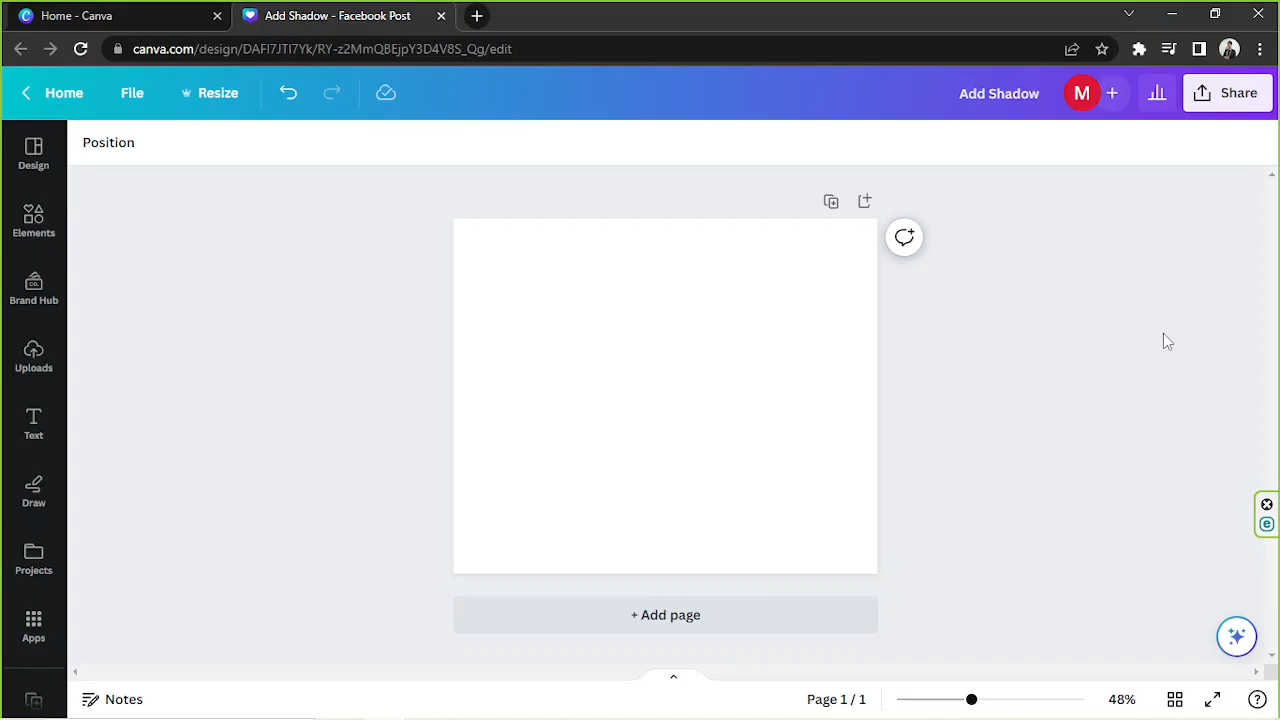 Home - Canva
Add Shadow - Facebook Post
canva.com/design/DAFI7JTI7Yk/RY-z2MmQBEjpY3D4V8S_Qg/edit
Home
File
Resize
Add Shadow
M
Share
Design
Position
Elements
CO.
Brand Hub
Uploads
Text
Draw
Projects
Apps
+ Add page
Notes
Page 1 / 1
48%